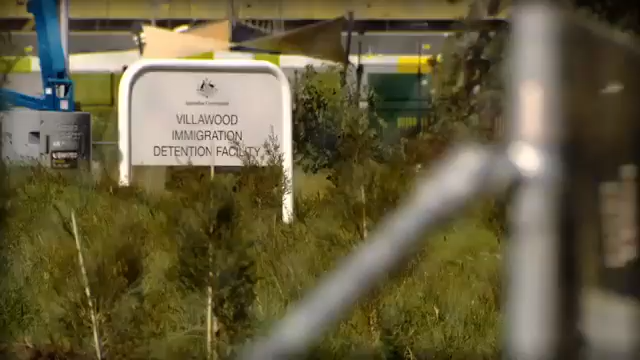 Australian Government
VILLAWOOD
IMMIGRATION
DETENTION FACILITY